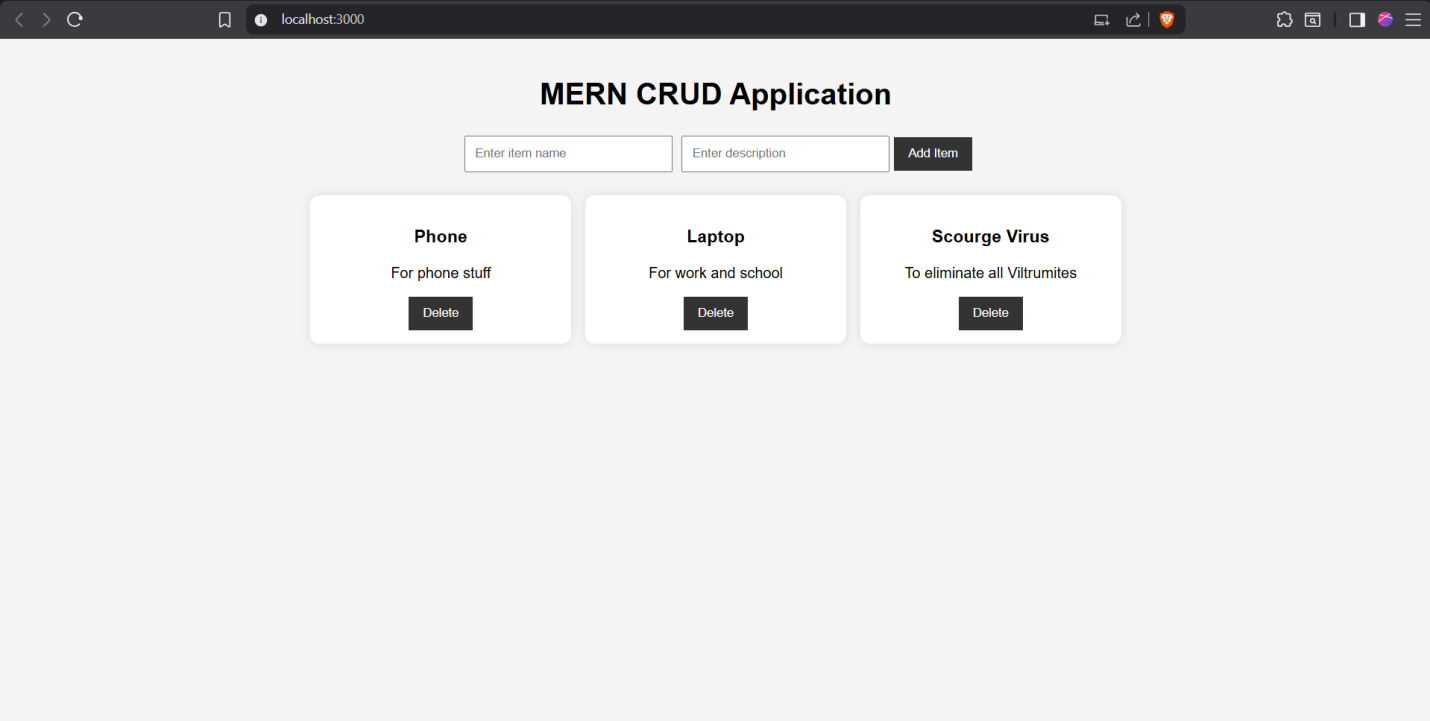 localhost:3000
MERN CRUD Application
Enter item name Enter description Add Item
Phone Laptop Scourge Virus
For phone stuff For work and school To eliminate all Viltrumites
Delete Delete Delete